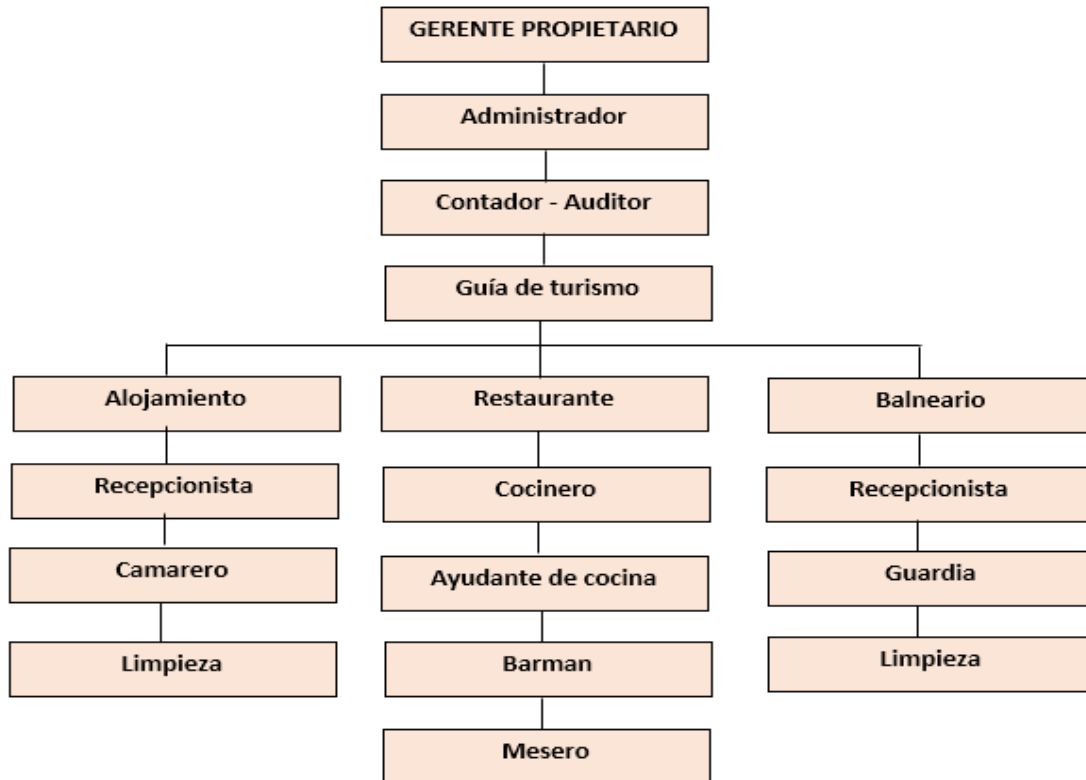 GERENTE PROPIETARIO
Administrador
Contador - Auditor
Guía de turismo
Alojamiento
Restaurante
Balneario
Recepcionista
Cocinero
Recepcionista
Camarero
Ayudante de cocina
Guardia
Limpieza
Barman
Limpieza
Mesero